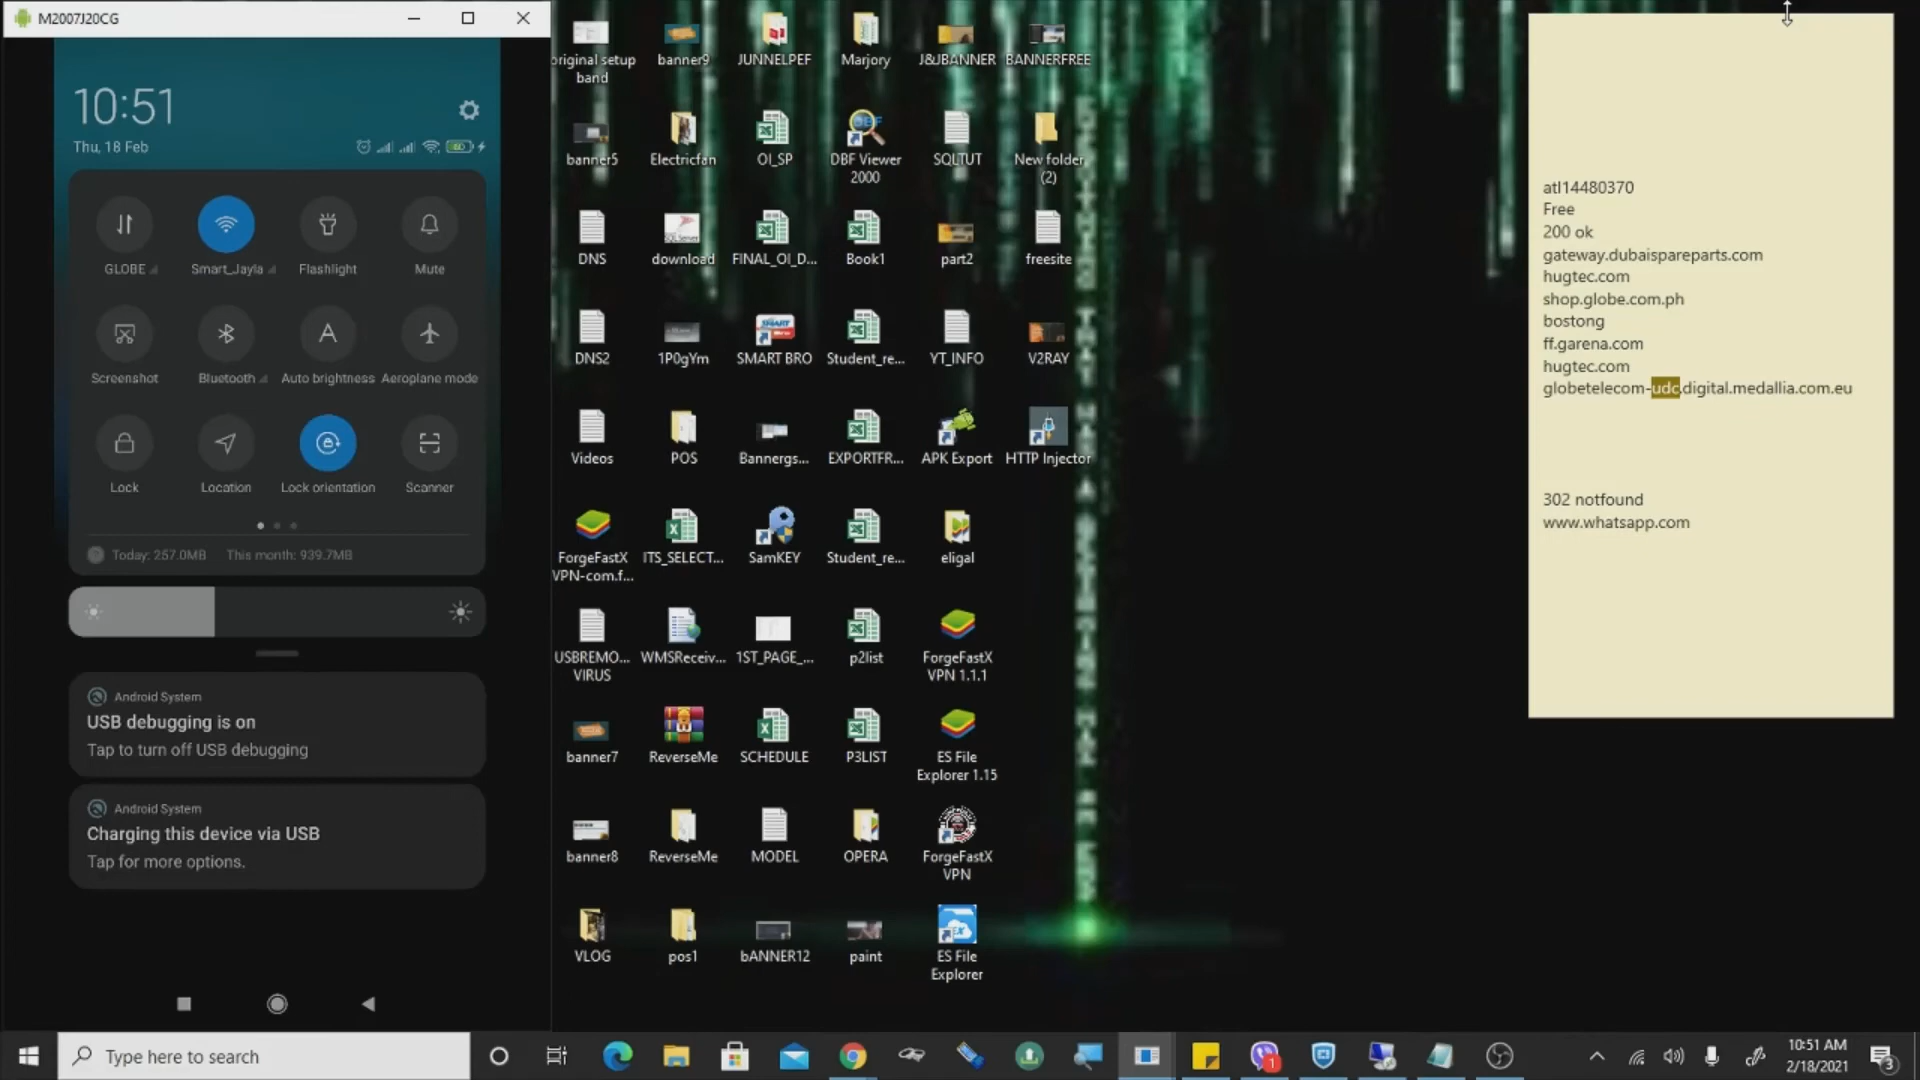 M2007J20CG
10:51
Thu, 18 Feb
GLOBE
Smart_Jayla
Flashlight
Mute
Screenshot
Bluetooth
Auto brightness
Aeroplane mode
Lock
Location
Lock orientation
Scanner
Today: 257.0MB
This month: 939.7MB
Android System
USB debugging is on
Tap to turn off USB debugging
Android System
Charging this device via USB
Tap for more options.
original setup
band
banner9
JUNNELPEF
Marjory
J&JBANNER
BANNERFREE
banner5
Electricfan
OI_SP
DBF Viewer
2000
SQLTUT
New folder
(2)
DNS
download
FINAL_OI_D...
Book1
part2
freesite
DNS2
1P0gYm
SMART BRO
Student_re...
YT_INFO
V2RAY
Videos
POS
Bannergs...
EXPORTFR...
APK Export
HTTP Injector
ForgeFastX
VPN-com.f...
ITS_SELECT...
SamKEY
Student_re...
eligal
USBREMO...
VIRUS
WMSReceiv...
1ST_PAGE_...
p2list
ForgeFastX
VPN 1.1.1
banner7
ReverseMe
SCHEDULE
P3LIST
ES File
Explorer 1.15
banner8
ReverseMe
MODEL
OPERA
ForgeFastX
VPN
VLOG
pos1
bANNER12
paint
ES File
Explorer
atl14480370
Free
200 ok
gateway.dubaispareparts.com
hugtec.com
shop.globe.com.ph
bostong
ff.garena.com
hugtec.com
globetelecom-udc.digital.medallia.com.eu
302 notfound
www.whatsapp.com
Type here to search
1
10:51 AM
2/18/2021
3